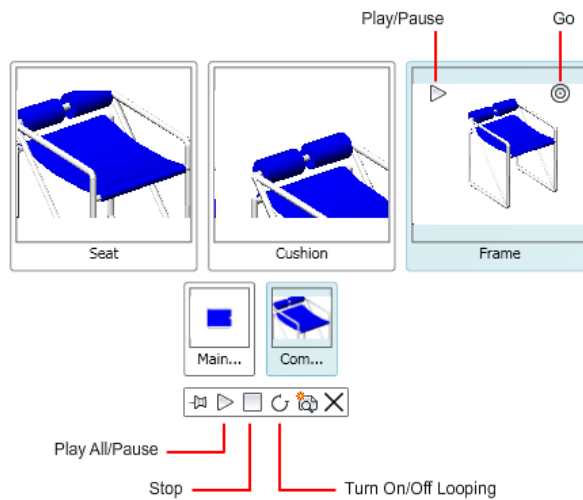 Play/Pause
Go
Seat
Cushion
Frame
Main...
Com...
Play All/Pause
Stop
Turn On/Off Looping